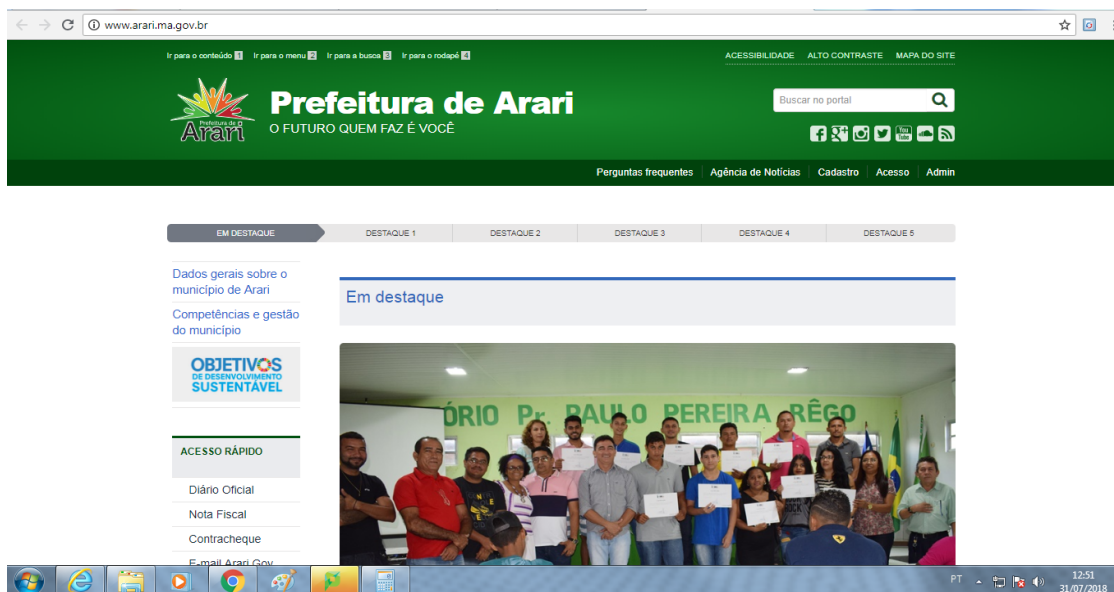 www.arari.ma.gov.br
Ir para o conteúdo 1 Ir para o menu 2 Ir para a busca 3 Ir para o rodapé 4
ACESSIBILIDADE ALTO CONTRASTE MAPA DO SITE
Prefeitura de
Arari
Prefeitura de Arari
O FUTURO QUEM FAZ É VOCÊ
Buscar no portal
You
Tube
Perguntas frequentes Agência de Notícias Cadastro Acesso Admin
EM DESTAQUE DESTAQUE 1 DESTAQUE 2 DESTAQUE 3 DESTAQUE 4 DESTAQUE 5
Dados gerais sobre o
município de Arari
Competências e gestão
do município
OBJETIVOS
DE DESENVOLVIMENTO
SUSTENTÁVEL
ACESSO RÁPIDO
Diário Oficial
Nota Fiscal
Contracheque
E-mail Arari Gov
Em destaque
ÓRIO Pr. PAULO PEREIRA RÊGO
PT
12:51
31/07/2018